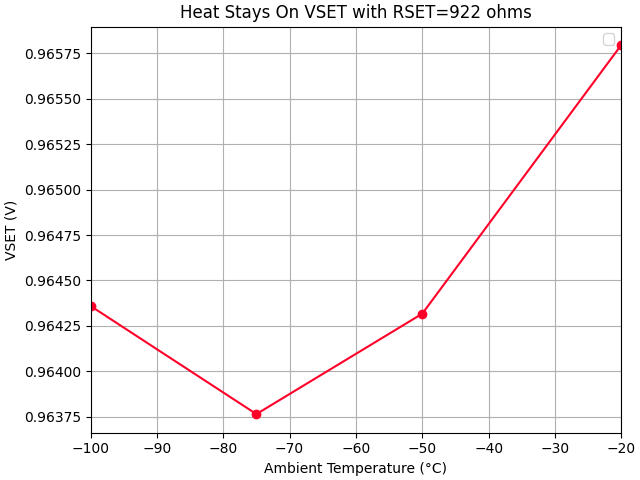 Heat Stays On VSET with RSET=922 ohms
0.96575
0.96550
0.96525
0.96500
0.96475
0.96450
0.96425
0.96400
0.96375
VSET (V)
−100 −90 −80 −70 −60 −50 −40 −30 −20
Ambient Temperature (°C)